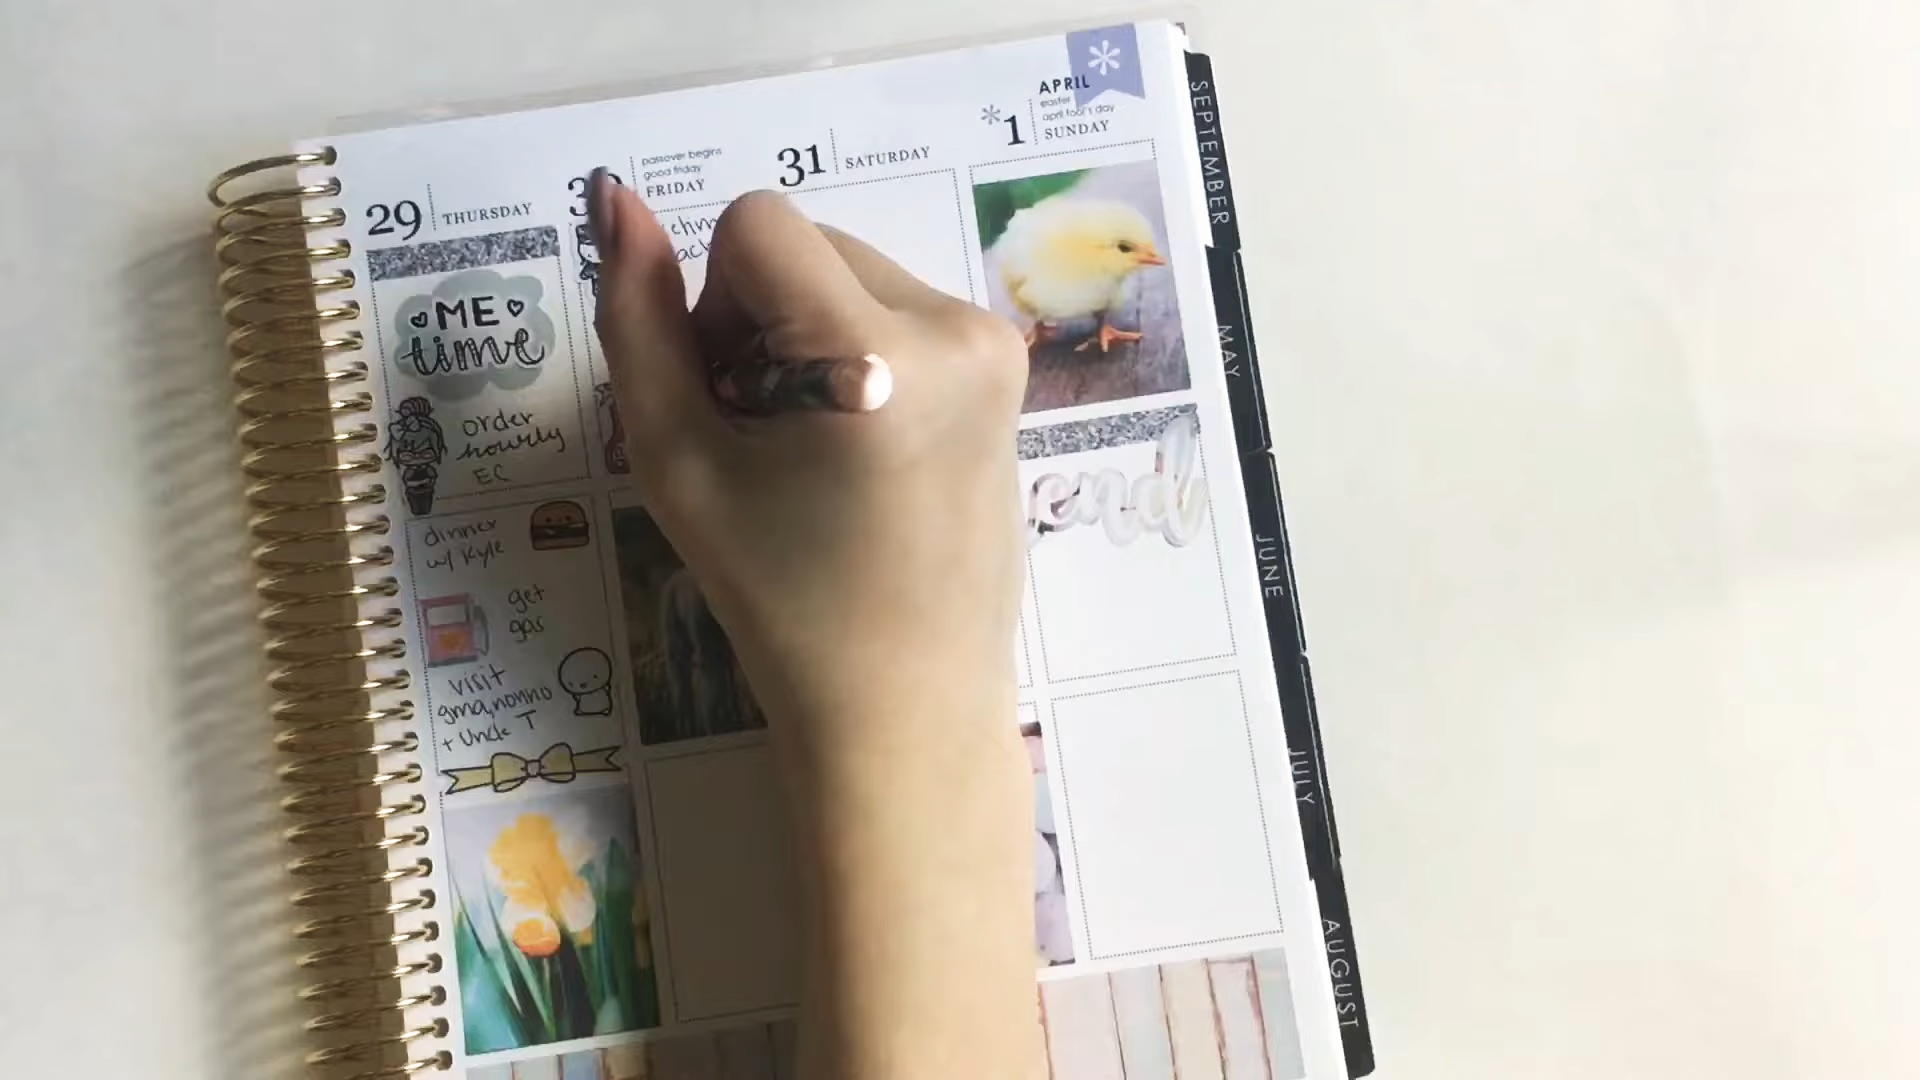 APRIL
easter
april fool's day
*1 SUNDAY
passover begins
good friday
FRIDAY
31 SATURDAY
29 THURSDAY
ME
time
order
hourly
EC
dinner
w/ Kyle
get
gas
visit
gma, nonno
+ Uncle T
end
SEPTEMBER
MAY
JUNE
JULY
AUGUST